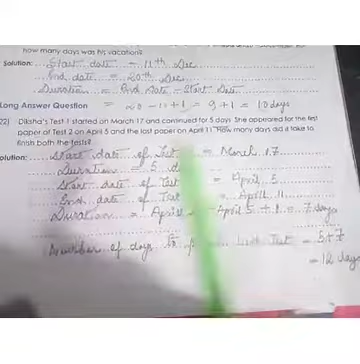 how many days was his vacation?
Solution: Start date - 11th Dec
End date = 20th Dec
Duration = End Date - Start Date
= 20 - 11 + 1 = 9 + 1 = 10 days
Long Answer Question
22) Diksha's Test 1 started on March 17 and continued for 5 days. She appeared for the first
paper of Test 2 on April 5 and the last paper on April 11. How many days did it take to
finish both the tests?
Solution: Start date of Test = March 17
Duration = 5 d
Start date of Test = April 5
End date of Test = April 11
Duration = April - April 5 + 1 = 7 days
Number of days to both Test = 5+7
= 12 days